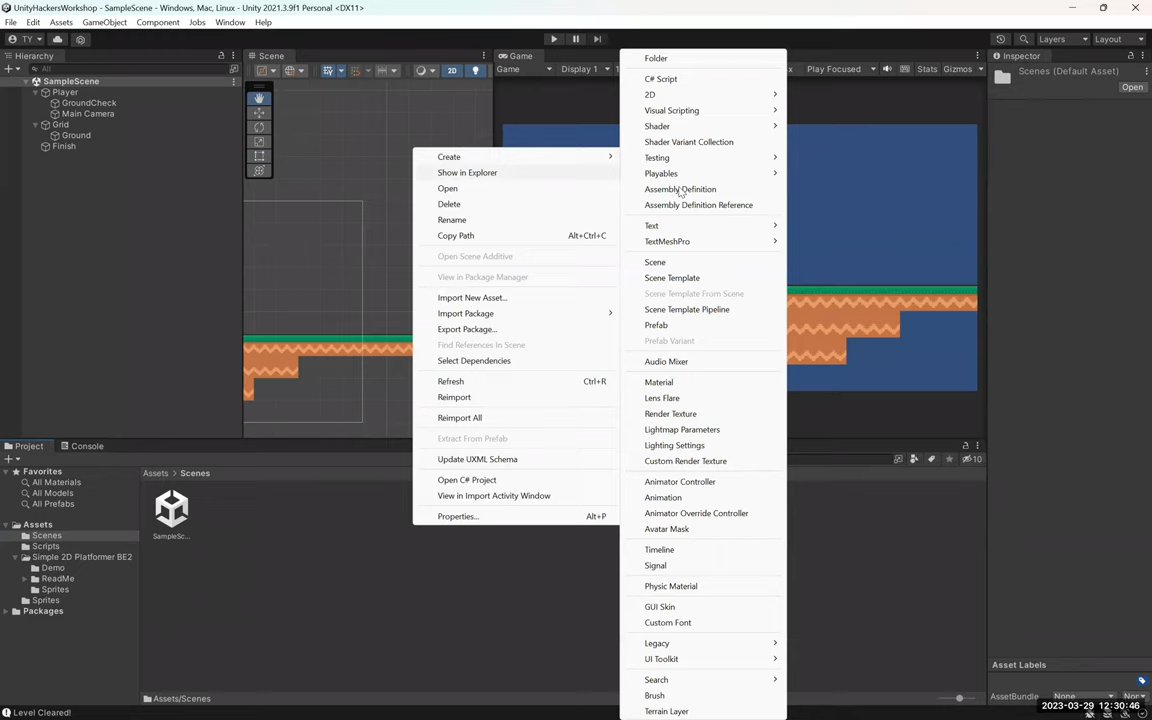 UnityHackersWorkshop - SampleScene - Windows, Mac, Linux - Unity 2021.3.9f1 Personal <DX11>
File Edit Assets GameObject Component Jobs Window Help
TY Layers Layout
Hierarchy
All
SampleScene
Player
GroundCheck
Main Camera
Grid
Ground
Finish
Scene
2D
Game
Game Display 1 Play Focused Stats Gizmos
Create
Show in Explorer
Open
Delete
Rename
Copy Path Alt+Ctrl+C
Open Scene Additive
View in Package Manager
Import New Asset...
Import Package
Export Package...
Find References In Scene
Select Dependencies
Refresh Ctrl+R
Reimport
Reimport All
Extract From Prefab
Update UXML Schema
Open C# Project
View in Import Activity Window
Properties... Alt+P
Folder
C# Script
2D
Visual Scripting
Shader
Shader Variant Collection
Testing
Playables
Assembly Definition
Assembly Definition Reference
Text
TextMeshPro
Scene
Scene Template
Scene Template From Scene
Scene Template Pipeline
Prefab
Prefab Variant
Audio Mixer
Material
Lens Flare
Render Texture
Lightmap Parameters
Lighting Settings
Custom Render Texture
Animator Controller
Animation
Animator Override Controller
Avatar Mask
Timeline
Signal
Physic Material
GUI Skin
Custom Font
Legacy
UI Toolkit
Search
Brush
Terrain Layer
Inspector
Scenes (Default Asset)
Open
Asset Labels
AssetBundle None
Project Console
10
Favorites
All Materials
All Models
All Prefabs
Assets
Scenes
Scripts
Simple 2D Platformer BE2
Demo
ReadMe
Sprites
Sprites
Packages
Assets > Scenes
SampleSc...
Assets/Scenes
Level Cleared!
2023-03-29 12:30:46